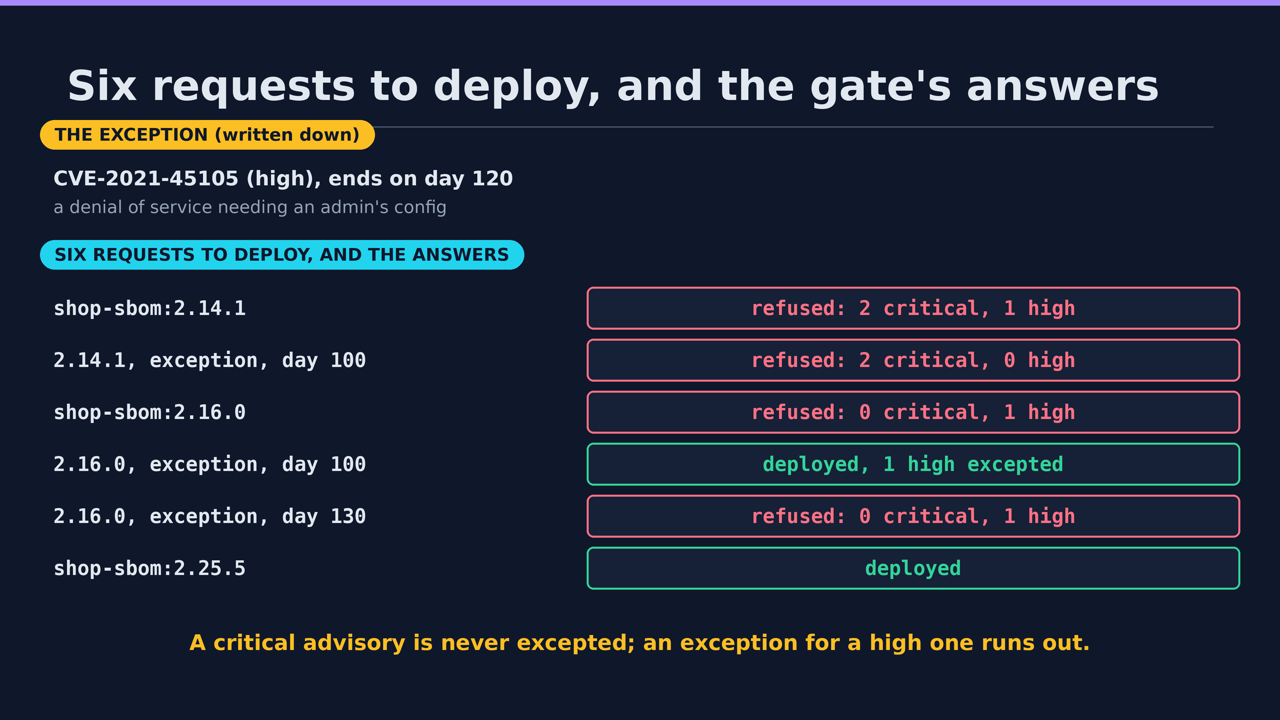 Six requests to deploy, and the gate's answers
THE EXCEPTION (written down)
CVE-2021-45105 (high), ends on day 120
a denial of service needing an admin's config
SIX REQUESTS TO DEPLOY, AND THE ANSWERS
shop-sbom:2.14.1 refused: 2 critical, 1 high
2.14.1, exception, day 100 refused: 2 critical, 0 high
shop-sbom:2.16.0 refused: 0 critical, 1 high
2.16.0, exception, day 100 deployed, 1 high excepted
2.16.0, exception, day 130 refused: 0 critical, 1 high
shop-sbom:2.25.5 deployed
A critical advisory is never excepted; an exception for a high one runs out.